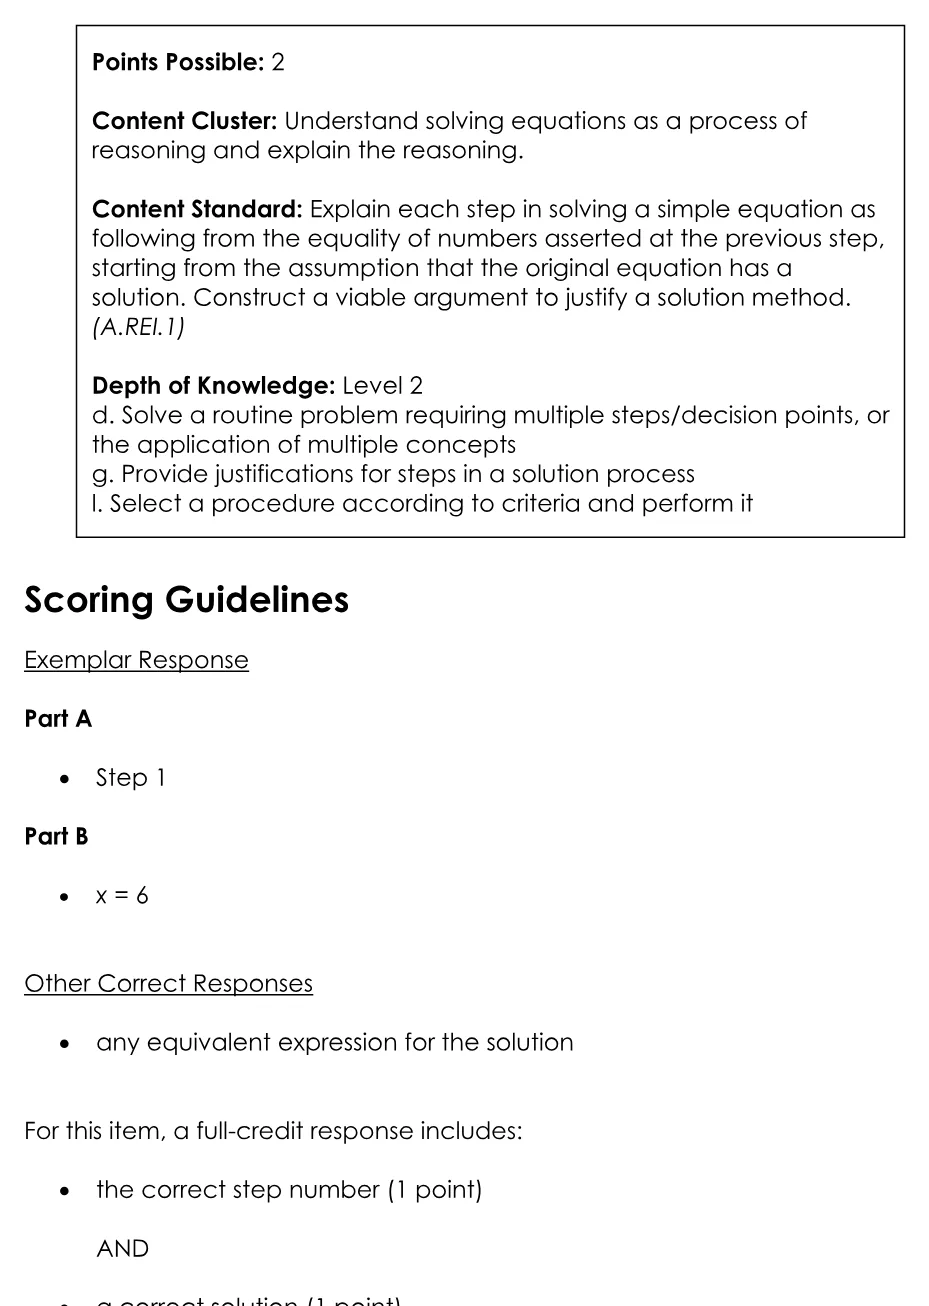 Points Possible: 2
Content Cluster: Understand solving equations as a process of
reasoning and explain the reasoning.
Content Standard: Explain each step in solving a simple equation as
following from the equality of numbers asserted at the previous step,
starting from the assumption that the original equation has a
solution. Construct a viable argument to justify a solution method.
(A.REI.1)
Depth of Knowledge: Level 2
d. Solve a routine problem requiring multiple steps/decision points, or
the application of multiple concepts
g. Provide justifications for steps in a solution process
l. Select a procedure according to criteria and perform it
Scoring Guidelines
Exemplar Response
Part A
• Step 1
Part B
• x = 6
Other Correct Responses
• any equivalent expression for the solution
For this item, a full-credit response includes:
• the correct step number (1 point)
AND
• a correct solution (1 point)